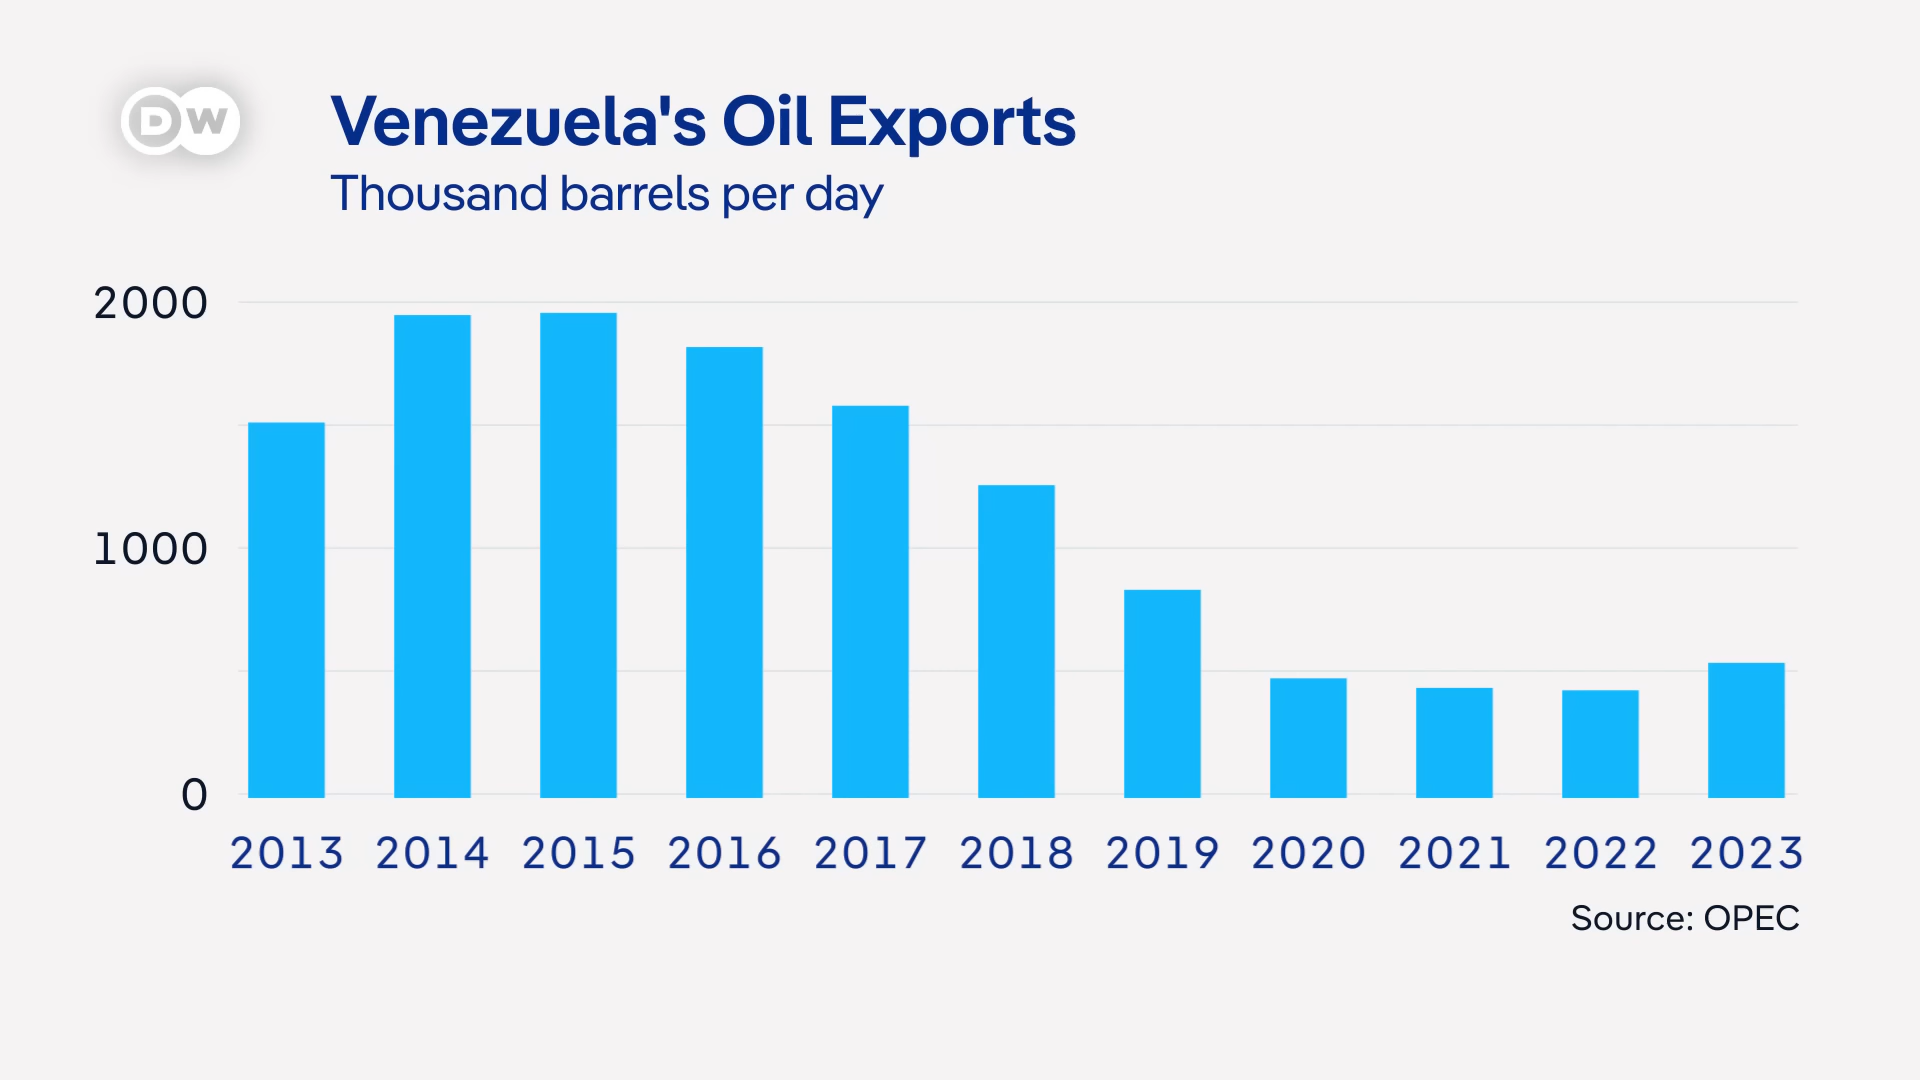 DW
Venezuela's Oil Exports
Thousand barrels per day
2000
1000
0
2013 2014 2015 2016 2017 2018 2019 2020 2021 2022 2023
Source: OPEC